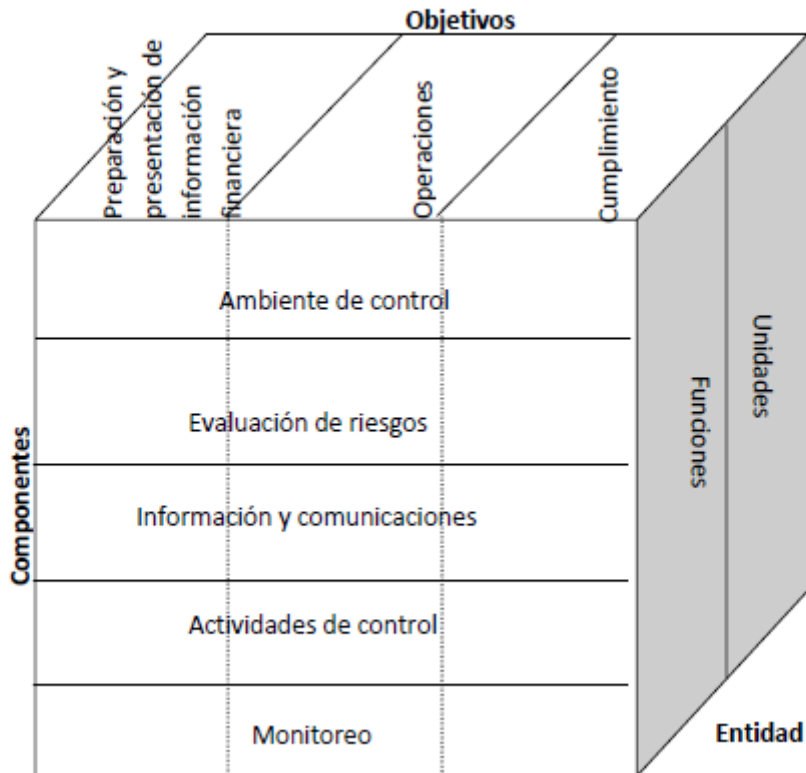 Objetivos
Preparación y
presentación de
información
financiera
Operaciones
Cumplimiento
Componentes
Ambiente de control
Evaluación de riesgos
Información y comunicaciones
Actividades de control
Monitoreo
Funciones
Unidades
Entidad